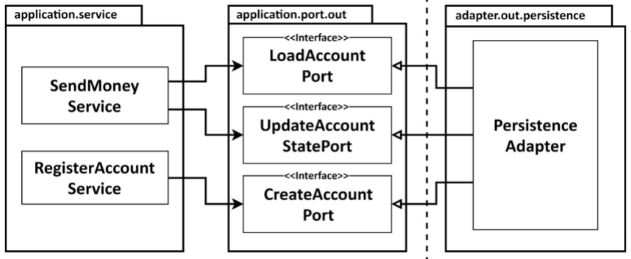 application.service
application.port.out
adapter.out.persistence
SendMoney
Service
RegisterAccount
Service
<<Interface>>
LoadAccount
Port
<<Interface>>
UpdateAccount
StatePort
<<Interface>>
CreateAccount
Port
Persistence
Adapter